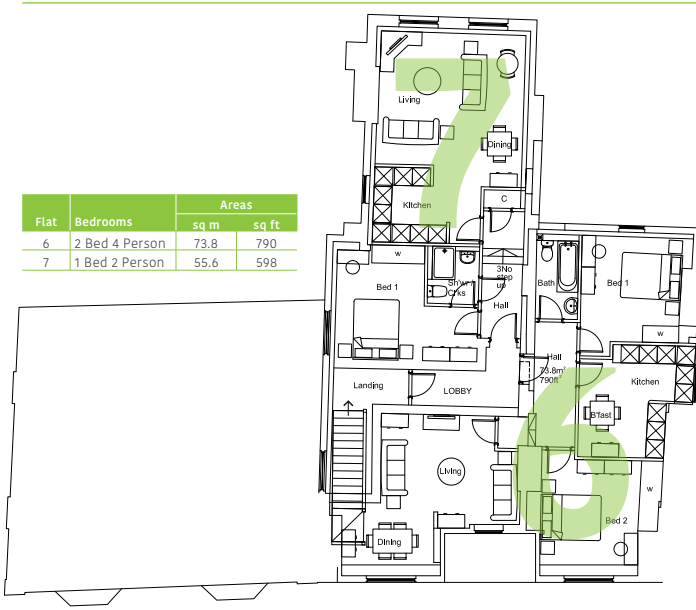 7
Living
Dining
Kitchen
C
Areas
Flat Bedrooms sq m sq ft
6 2 Bed 4 Person 73.8 790
7 1 Bed 2 Person 55.6 598
w
Sh'wr /
Clks
3No
step
up
Bath
Bed 1
Bed 1
Hall
w
Hall
73.8m²
790ft²
Kitchen
Landing
LOBBY
B'fast
6
Living
w
Bed 2
Dining